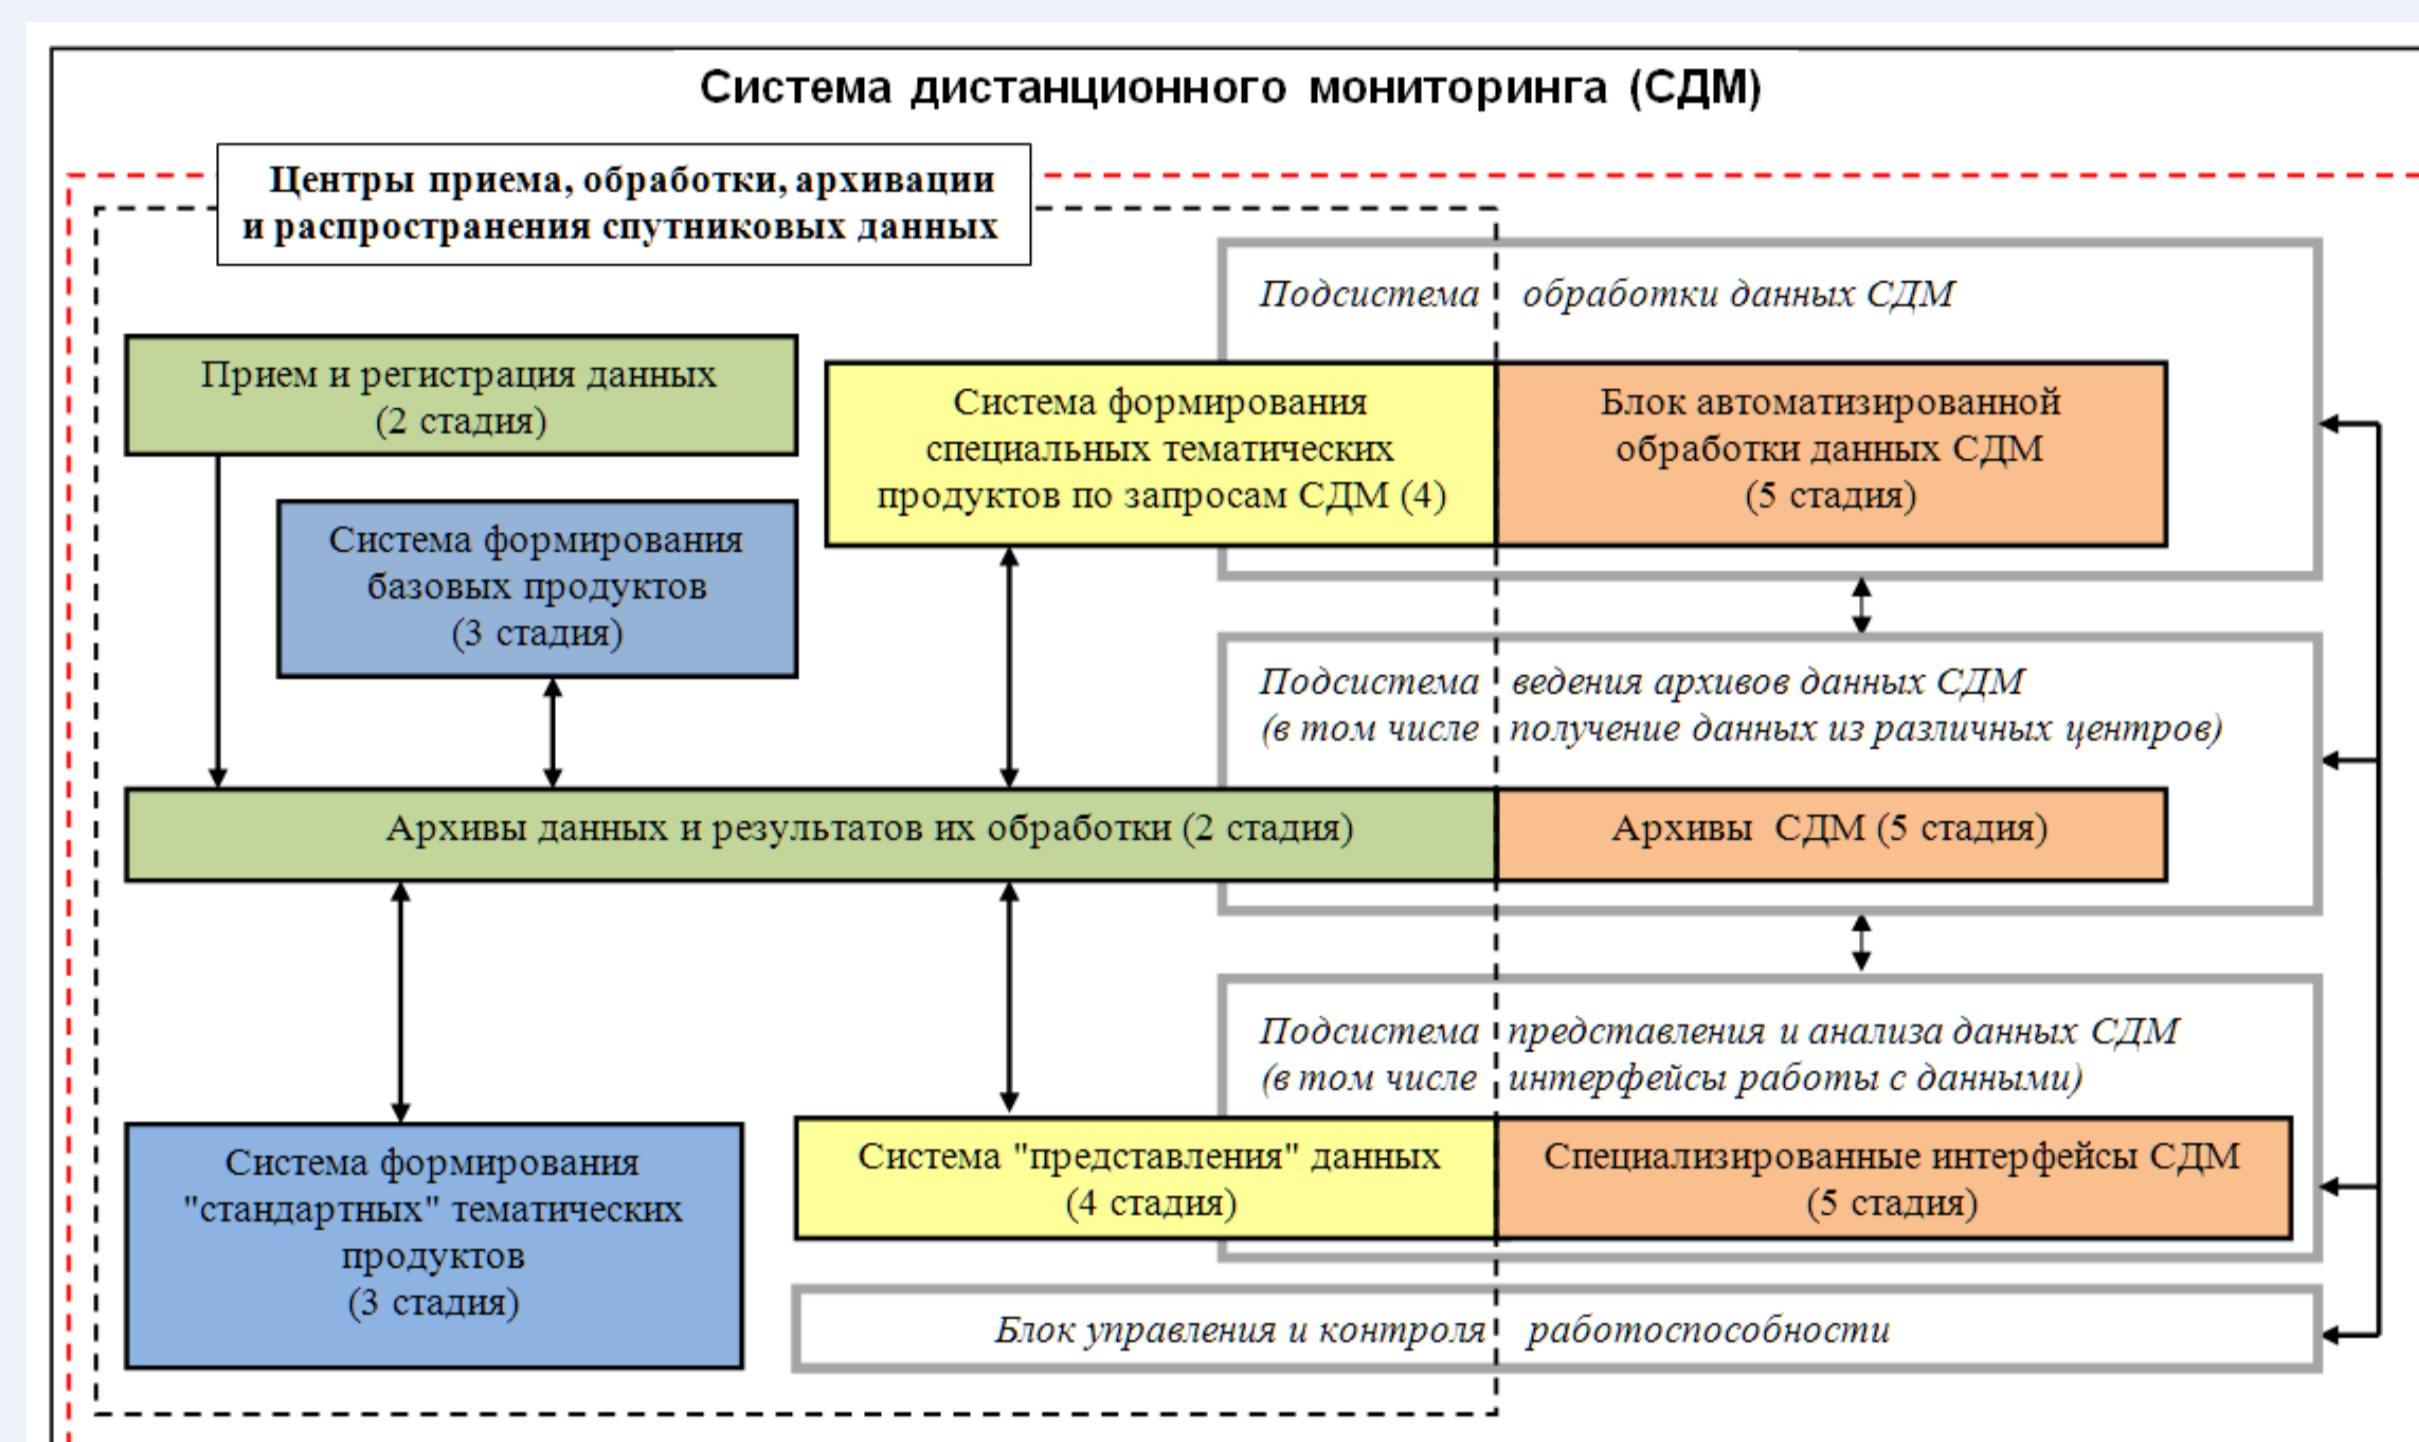 Система дистанционного мониторинга (СДМ)
Центры приема, обработки, архивации
и распространения спутниковых данных
Подсистема обработки данных СДМ
Прием и регистрация данных
(2 стадия)
Система формирования
специальных тематических
продуктов по запросам СДМ (4)
Блок автоматизированной
обработки данных СДМ
(5 стадия)
Система формирования
базовых продуктов
(3 стадия)
Подсистема ведения архивов данных СДМ
(в том числе получение данных из различных центров)
Архивы данных и результатов их обработки (2 стадия)
Архивы СДМ (5 стадия)
Подсистема представления и анализа данных СДМ
(в том числе интерфейсы работы с данными)
Система формирования
"стандартных" тематических
продуктов
(3 стадия)
Система "представления" данных
(4 стадия)
Специализированные интерфейсы СДМ
(5 стадия)
Блок управления и контроля работоспособности